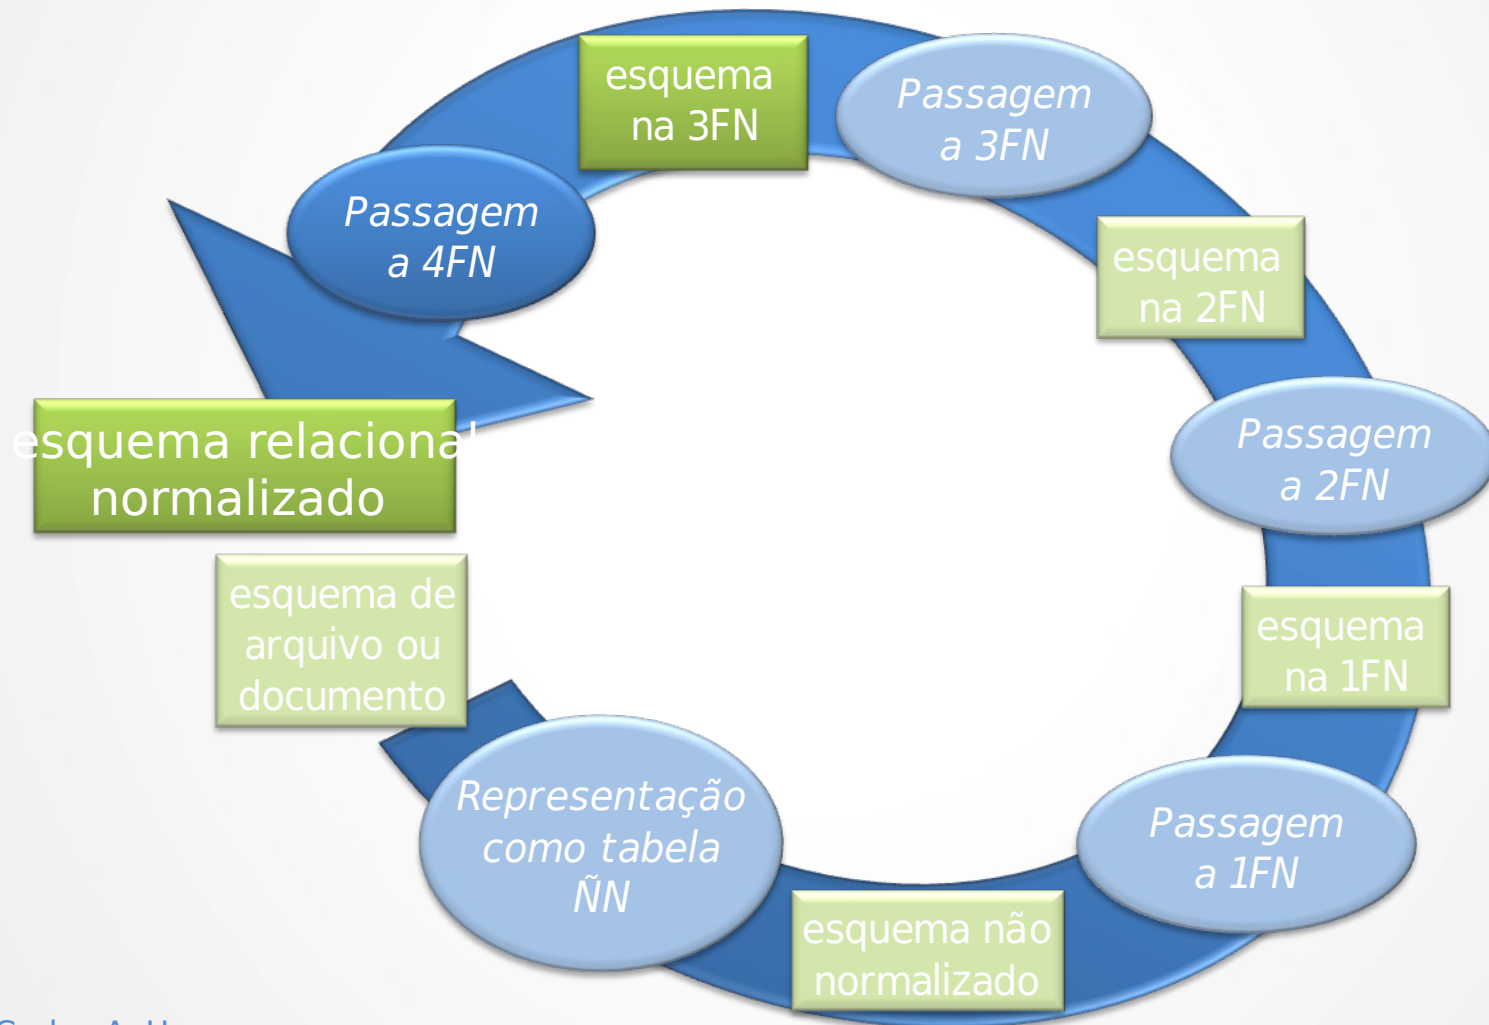 esquema
na 3FN
Passagem
a 3FN
Passagem
a 4FN
esquema
na 2FN
esquema relacional
normalizado
Passagem
a 2FN
esquema de
arquivo ou
documento
esquema
na 1FN
Representação
como tabela
ÑN
Passagem
a 1FN
esquema não
normalizado